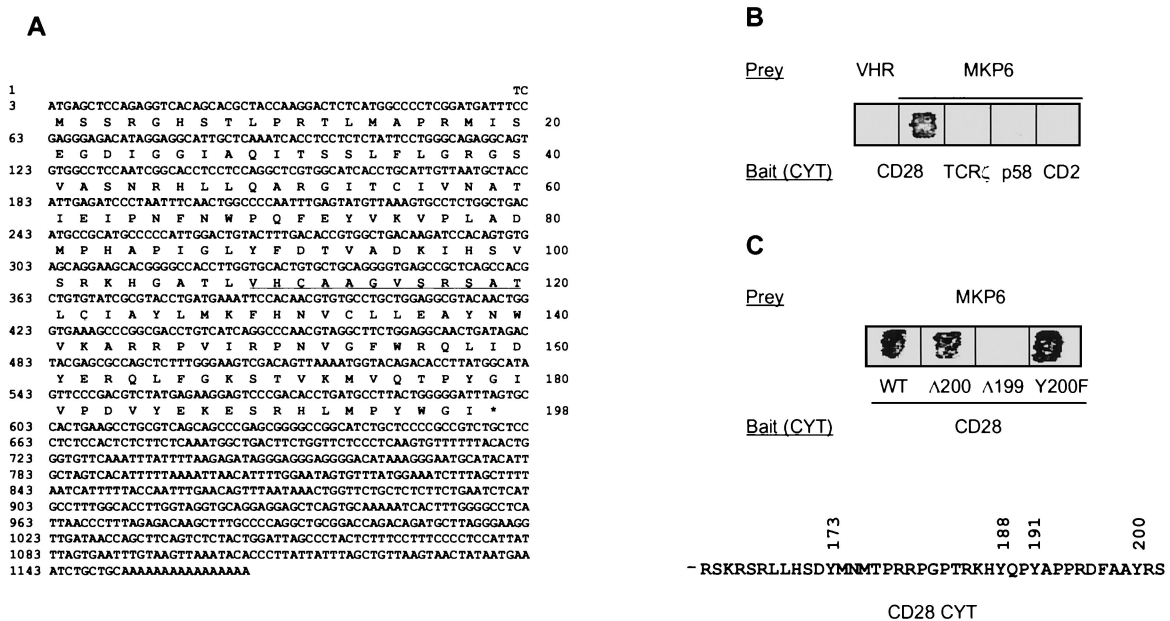 A
1 TC
3 ATGAGCTCCAGAGGTCACAGCACGCTACCAAGGACTCTCATGGCCCCTCGGATGATTTCC
M S S R G H S T L P R T L M A P R M I S 20
63 GAGGGAGACATAGGAGGCATTGCTCAAATCACCTCCTCTCTATTCCTGGGCAGAGGCAGT
E G D I G G I A Q I T S S L F L G R G S 40
123 GTGGCCTCCAATCGGCACCTCCTCCAGGCTCGTGGCATCACCTGCATTGTTAATGCTACC
V A S N R H L L Q A R G I T C I V N A T 60
183 ATTGAGATCCCTAATTTCAACTGGCCCCAATTTGAGTATGTTAAAGTGCCTCTGGCTGAC
I E I P N F N W P Q F E Y V K V P L A D 80
243 ATGCCGCATGCCCCCATTGGACTGTACTTTGACACCGTGGCTGACAAGATCCACAGTGTG
M P H A P I G L Y F D T V A D K I H S V 100
303 AGCAGGAAGCACGGGGCCACCTTGGTGCACTGTGCTGCAGGGGTGAGCCGCTCAGCCACG
S R K H G A T L V H C A A G V S R S A T 120
363 CTGTGTATCGCGTACCTGATGAAATTCCACAACGTGTGCCTGCTGGAGGCGTACAACTGG
L C I A Y L M K F H N V C L L E A Y N W 140
423 GTGAAAGCCCGGCGACCTGTCATCAGGCCCAACGTAGGCTTCTGGAGGCAACTGATAGAC
V K A R R P V I R P N V G F W R Q L I D 160
483 TACGAGCGCCAGCTCTTTGGGAAGTCGACAGTTAAAATGGTACAGACACCTTATGGCATA
Y E R Q L F G K S T V K M V Q T P Y G I 180
543 GTTCCCGACGTCTATGAGAAGGAGTCCCGACACCTGATGCCTTACTGGGGGATTTAGTGC
V P D V Y E K E S R H L M P Y W G I * 198
603 CACTGAAGCCTGCGTCAGCAGCCCGAGCGGGGCCGGCATCTGCTCCCCGCCGTCTGCTCC
663 CTCTCCACTCTCTTCTCAAATGGCTGACTTCTGGTTCTCCCTCAAGTGTTTTTTACACTG
723 GGTGTTCAAATTTATTTTAAGAGATAGGGAGGGAGGGGACATAAAGGGAATGCATACATT
783 GCTAGTCACATTTTTAAAATTAACATTTTGGAATAGTGTTTATGGAAATCTTTAGCTTTT
843 AATCATTTTTACCAATTTGAACAGTTTAATAAACTGGTTCTGCTCTCTTCTGAATCTCAT
903 GCCTTTGGCACCTTGGTAGGTGCAGGAGGAGCTCAGTGCAAAAATCACTTTGGGGCCTCA
963 TTAACCCTTTAGAGACAAGCTTTGCCCCAGGCTGCGGACCAGACAGATGCTTAGGGAAGG
1023 TTGATAACCAGCTTCAGTCTCTACTGGATTAGCCCTACTCTTTCCTTTCCCCTCCATTAT
1083 TTAGTGAATTTGTAAGTTAAATACACCCTTATTATTTAGCTGTTAAGTAACTATAATGAA
1143 ATCTGCTGCAAAAAAAAAAAAAAAA
B
Prey VHR MKP6
Bait (CYT) CD28 TCRζ p58 CD2
C
Prey MKP6
WT Δ200 Δ199 Y200F
Bait (CYT) CD28
173 188 191 200
-RSKRSRLLHSDYMNMTPRRPGPTRKHYQPYAPPRDFAAYRS
CD28 CYT